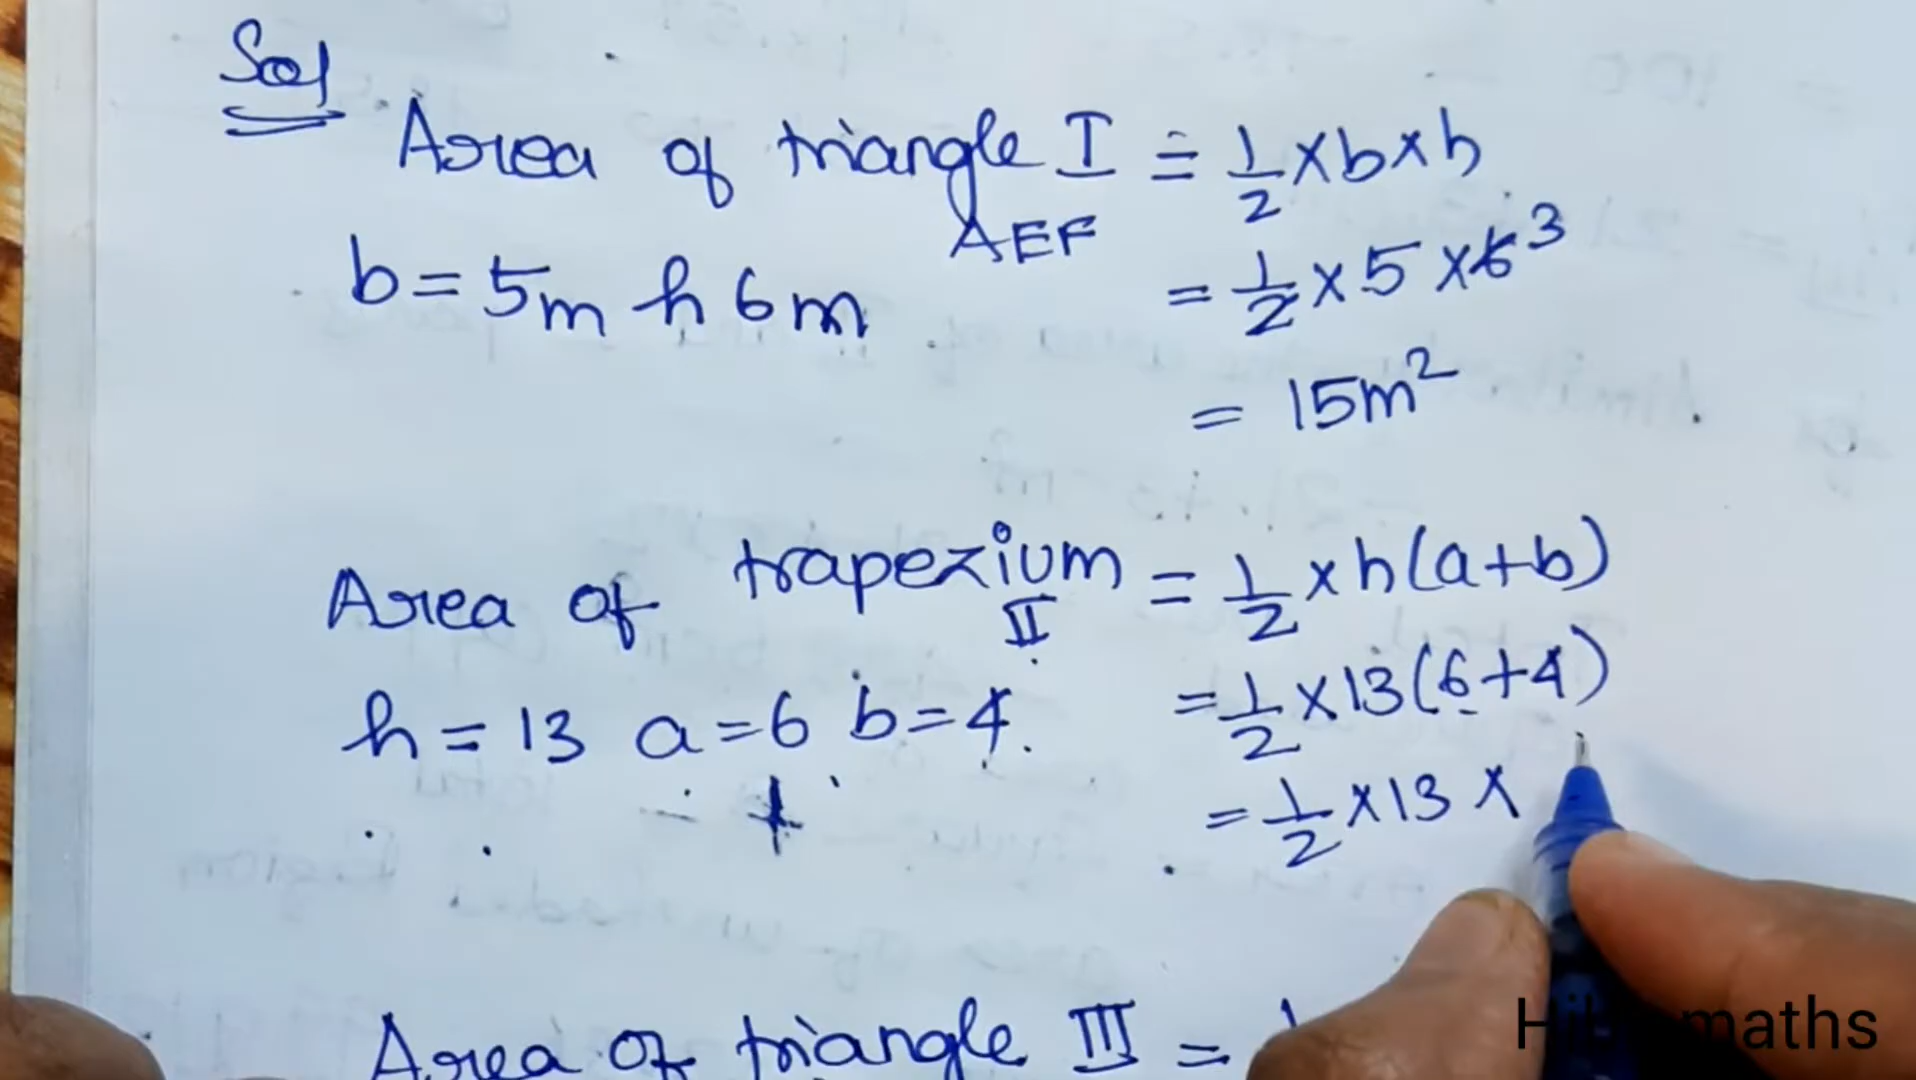 Sol
Area of triangle I = 1/2 × b × h
AEF
b = 5m h 6m
= 1/2 × 5 × 6 3
= 15m²
Area of trapezium = 1/2 × h(a+b)
II
h = 13 a = 6 b = 4.
= 1/2 × 13(6+4)
= 1/2 × 13 ×
Area of triangle III =
maths